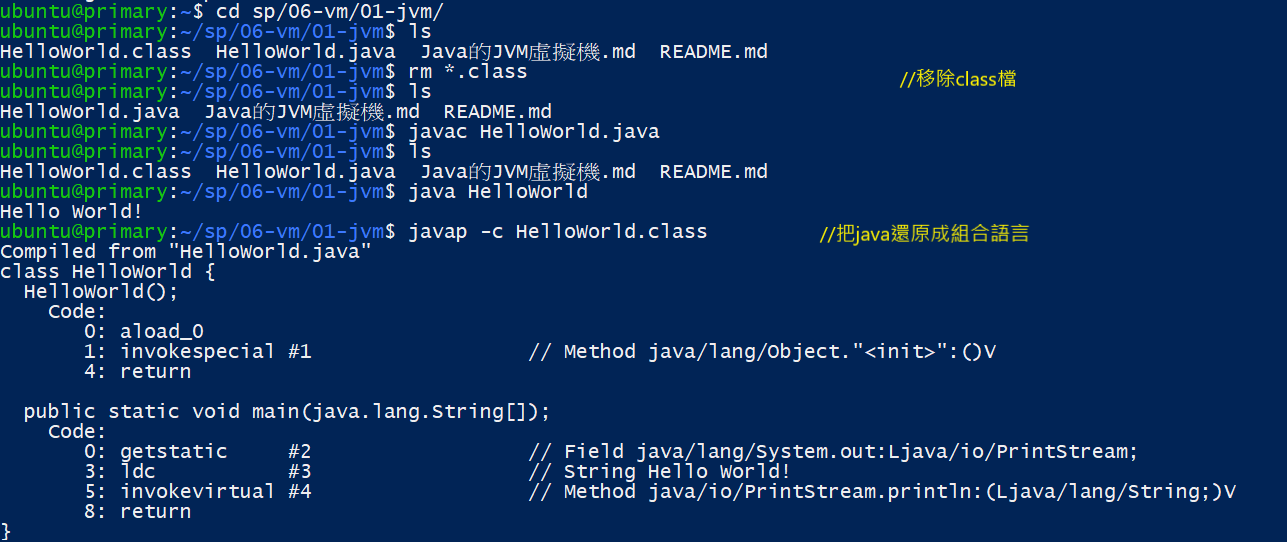 ubuntu@primary:~$ cd sp/06-vm/01-jvm/
ubuntu@primary:~/sp/06-vm/01-jvm$ ls
HelloWorld.class  HelloWorld.java  Java的JVM虛擬機.md  README.md
ubuntu@primary:~/sp/06-vm/01-jvm$ rm *.class //移除class檔
ubuntu@primary:~/sp/06-vm/01-jvm$ ls
HelloWorld.java  Java的JVM虛擬機.md  README.md
ubuntu@primary:~/sp/06-vm/01-jvm$ javac HelloWorld.java
ubuntu@primary:~/sp/06-vm/01-jvm$ ls
HelloWorld.class  HelloWorld.java  Java的JVM虛擬機.md  README.md
ubuntu@primary:~/sp/06-vm/01-jvm$ java HelloWorld
Hello World!
ubuntu@primary:~/sp/06-vm/01-jvm$ javap -c HelloWorld.class //把java還原成組合語言
Compiled from "HelloWorld.java"
class HelloWorld {
  HelloWorld();
    Code:
       0: aload_0
       1: invokespecial #1                  // Method java/lang/Object."<init>":()V
       4: return
  public static void main(java.lang.String[]);
    Code:
       0: getstatic     #2                  // Field java/lang/System.out:Ljava/io/PrintStream;
       3: ldc           #3                  // String Hello World!
       5: invokevirtual #4                  // Method java/io/PrintStream.println:(Ljava/lang/String;)V
       8: return
}